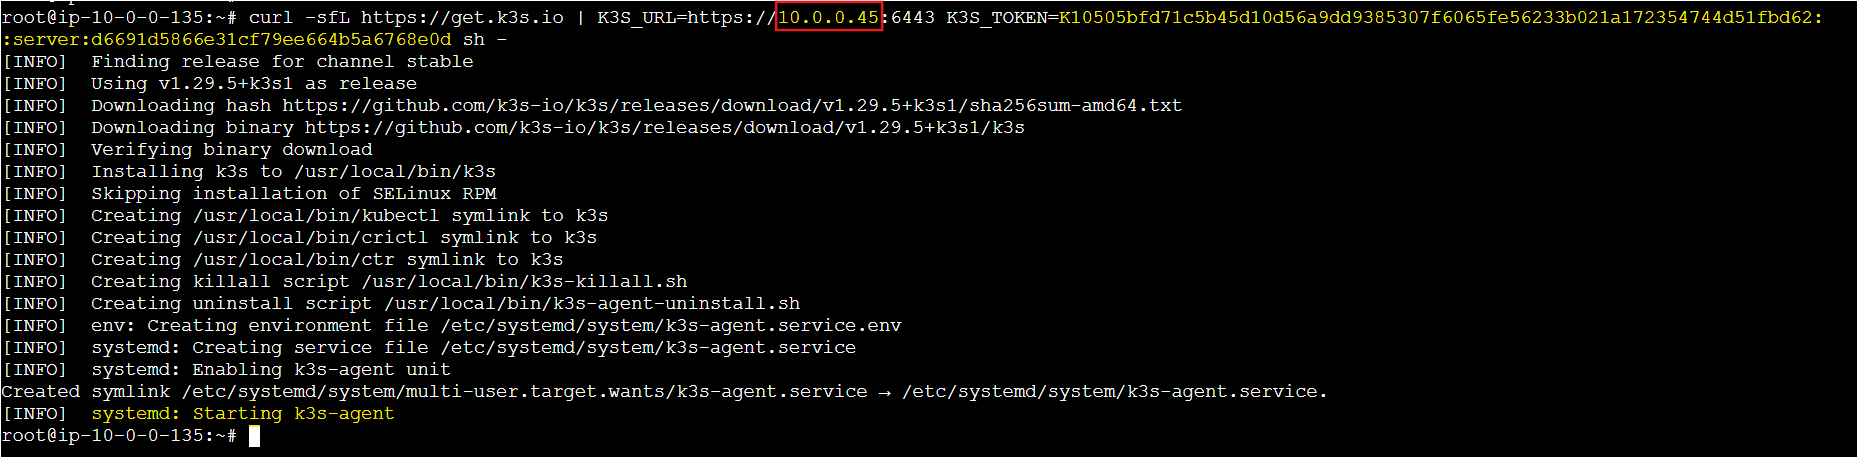 root@ip-10-0-0-135:~# curl -sfL https://get.k3s.io | K3S_URL=https://10.0.0.45:6443 K3S_TOKEN=K10505bfd71c5b45d10d56a9dd9385307f6065fe56233b021a172354744d51fbd62:
:server:d6691d5866e31cf79ee664b5a6768e0d sh -
[INFO]  Finding release for channel stable
[INFO]  Using v1.29.5+k3s1 as release
[INFO]  Downloading hash https://github.com/k3s-io/k3s/releases/download/v1.29.5+k3s1/sha256sum-amd64.txt
[INFO]  Downloading binary https://github.com/k3s-io/k3s/releases/download/v1.29.5+k3s1/k3s
[INFO]  Verifying binary download
[INFO]  Installing k3s to /usr/local/bin/k3s
[INFO]  Skipping installation of SELinux RPM
[INFO]  Creating /usr/local/bin/kubectl symlink to k3s
[INFO]  Creating /usr/local/bin/crictl symlink to k3s
[INFO]  Creating /usr/local/bin/ctr symlink to k3s
[INFO]  Creating killall script /usr/local/bin/k3s-killall.sh
[INFO]  Creating uninstall script /usr/local/bin/k3s-agent-uninstall.sh
[INFO]  env: Creating environment file /etc/systemd/system/k3s-agent.service.env
[INFO]  systemd: Creating service file /etc/systemd/system/k3s-agent.service
[INFO]  systemd: Enabling k3s-agent unit
Created symlink /etc/systemd/system/multi-user.target.wants/k3s-agent.service → /etc/systemd/system/k3s-agent.service.
[INFO]  systemd: Starting k3s-agent
root@ip-10-0-0-135:~#